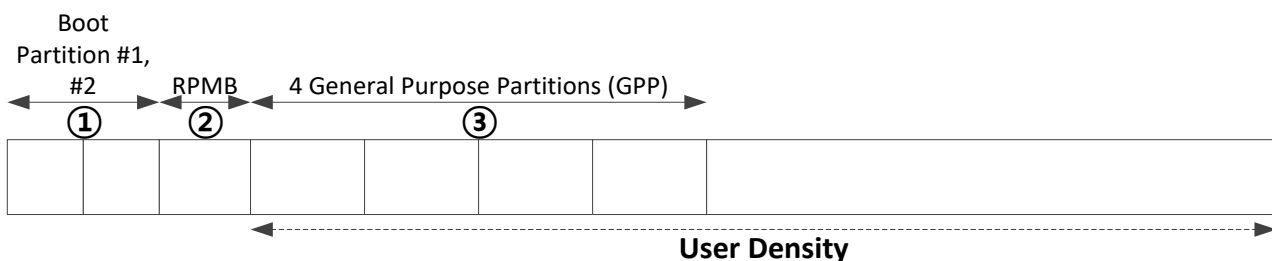 Boot
Partition #1,
#2
RPMB
4 General Purpose Partitions (GPP)
①
②
③
User Density